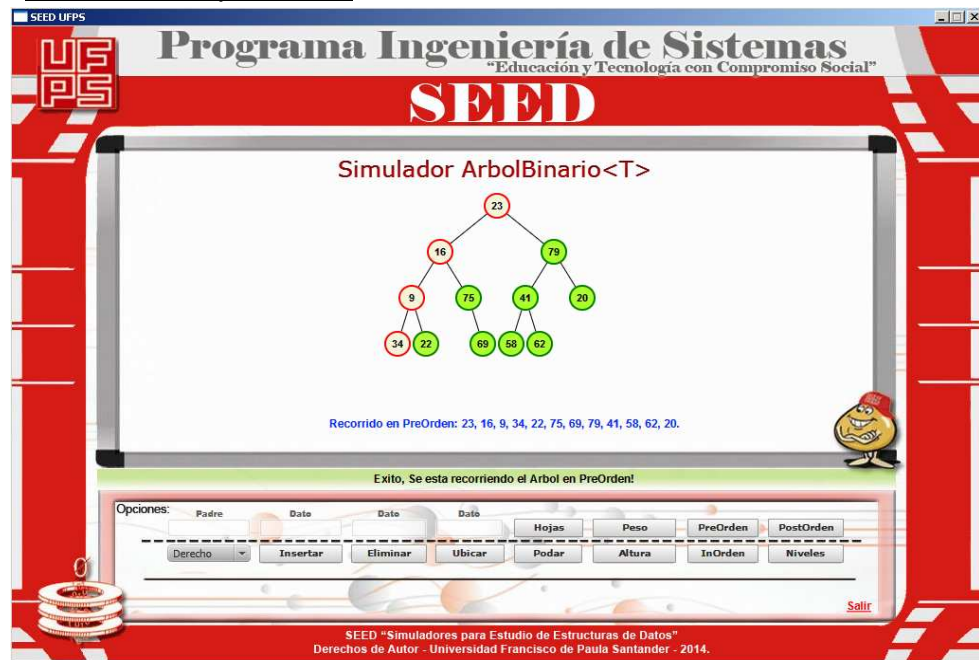 SEED UFPS
UFPS
Programa Ingeniería de Sistemas
"Educación y Tecnología con Compromiso Social"
SEED
Simulador ArbolBinario<T>
23
16 79
9 75 41 20
34 22 69 58 62
Recorrido en PreOrden: 23, 16, 9, 34, 22, 75, 69, 79, 41, 58, 62, 20.
Exito, Se esta recorriendo el Arbol en PreOrden!
Opciones:
Padre Dato Dato Dato
Hojas Peso PreOrden PostOrden
Derecho Insertar Eliminar Ubicar Podar Altura InOrden Niveles
Salir
SEED "Simuladores para Estudio de Estructuras de Datos"
Derechos de Autor - Universidad Francisco de Paula Santander - 2014.